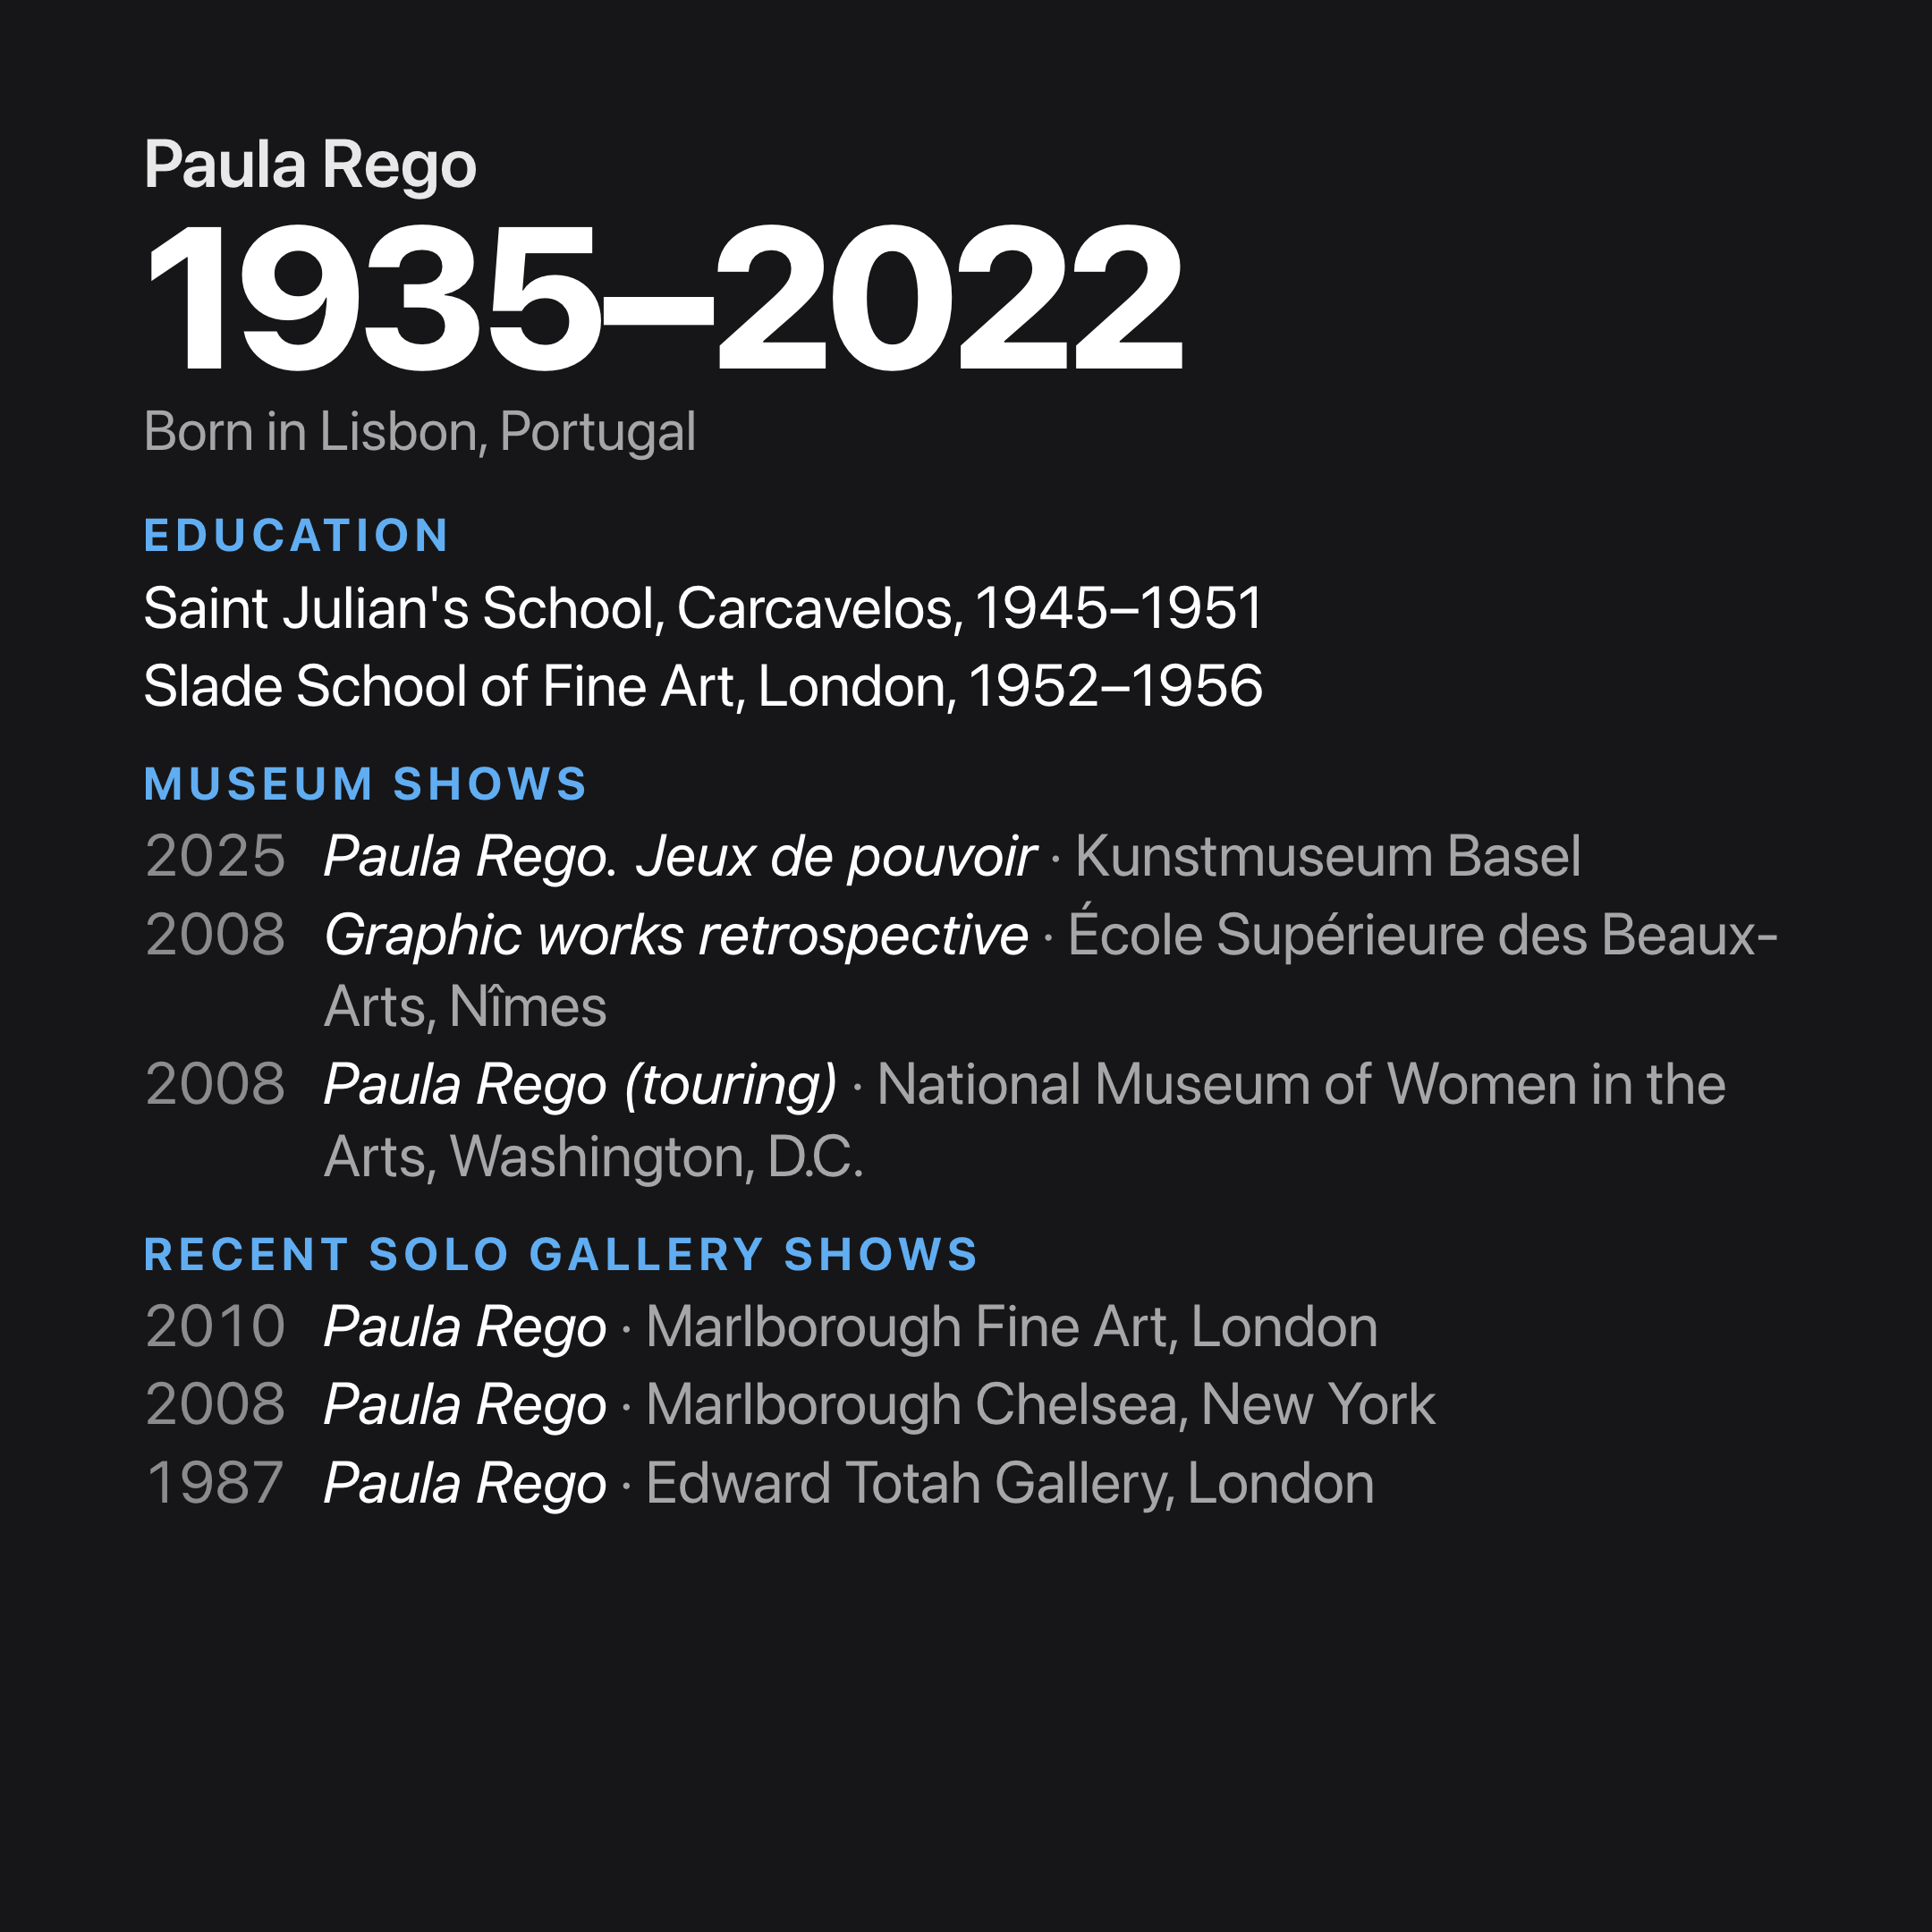 Paula Rego
1935–2022
Born in Lisbon, Portugal
EDUCATION
Saint Julian's School, Carcavelos, 1945–1951
Slade School of Fine Art, London, 1952–1956
MUSEUM SHOWS
2025 Paula Rego. Jeux de pouvoir · Kunstmuseum Basel
2008 Graphic works retrospective · École Supérieure des Beaux-
Arts, Nîmes
2008 Paula Rego (touring) · National Museum of Women in the
Arts, Washington, D.C.
RECENT SOLO GALLERY SHOWS
2010 Paula Rego · Marlborough Fine Art, London
2008 Paula Rego · Marlborough Chelsea, New York
1987 Paula Rego · Edward Totah Gallery, London